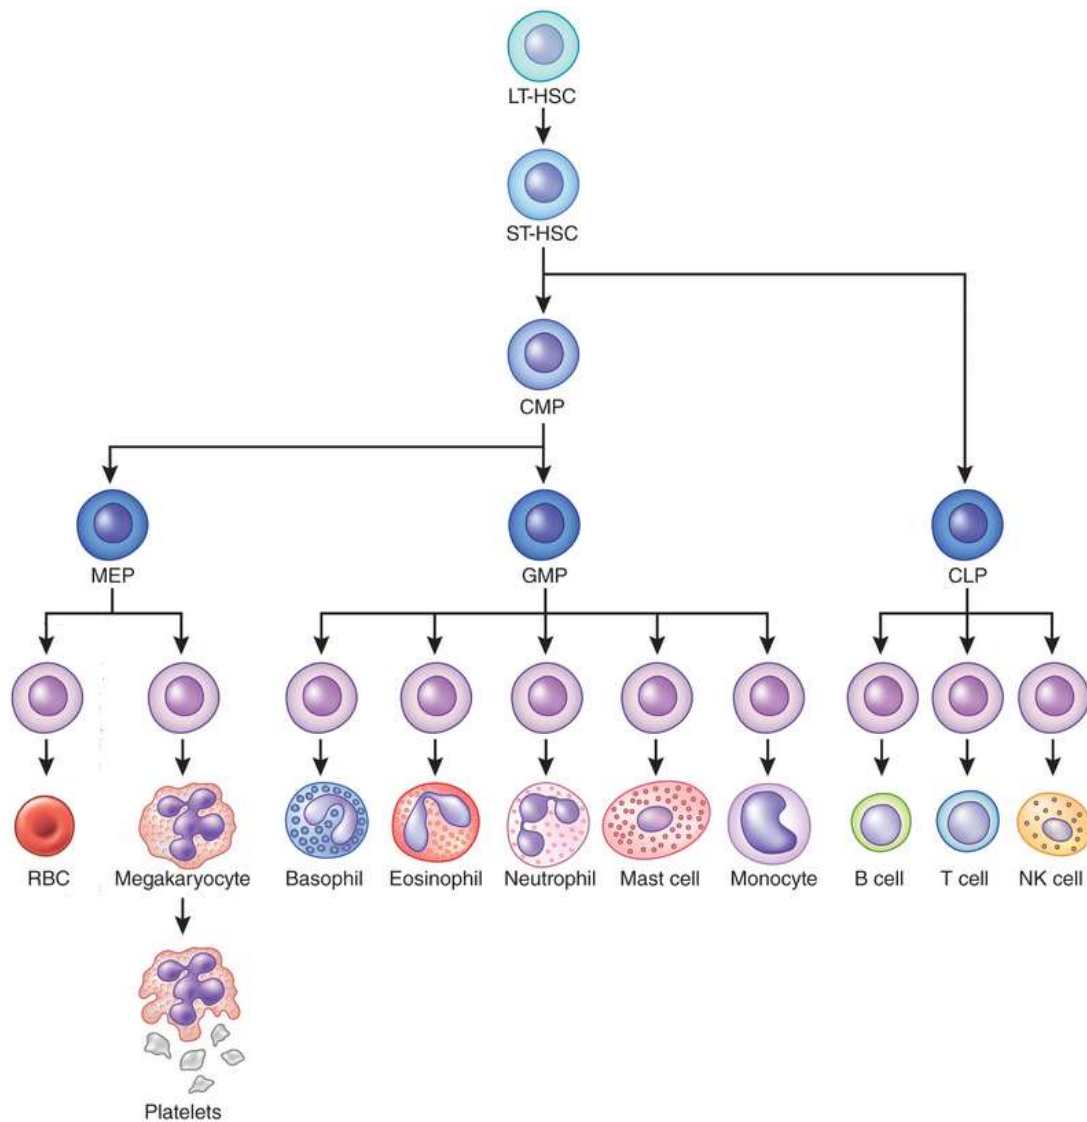 LT-HSC
ST-HSC
CMP
MEP
GMP
CLP
RBC
Megakaryocyte
Basophil
Eosinophil
Neutrophil
Mast cell
Monocyte
B cell
T cell
NK cell
Platelets